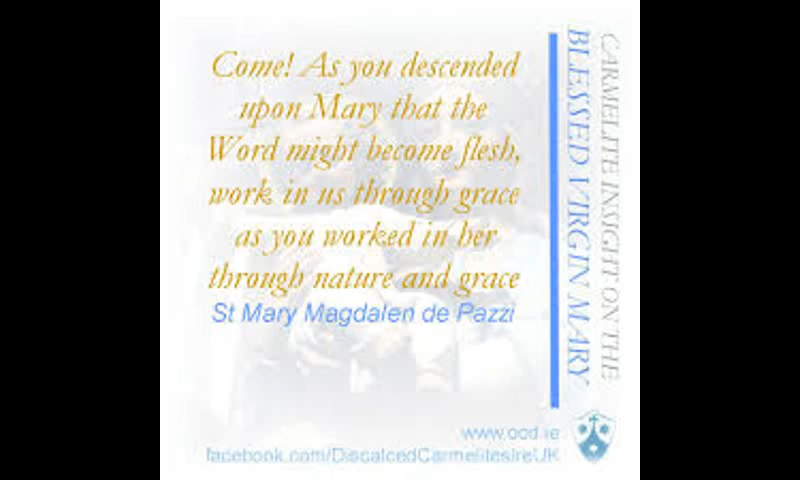 Come! As you descended
upon Mary that the
Word might become flesh,
work in us through grace
as you worked in her
through nature and grace
St Mary Magdalen de Pazzi
CARMELITE INSIGHT ON THE
BLESSED VIRGIN MARY
www.ocd.ie
facebook.com/DiscalcedCarmelitesIreUK